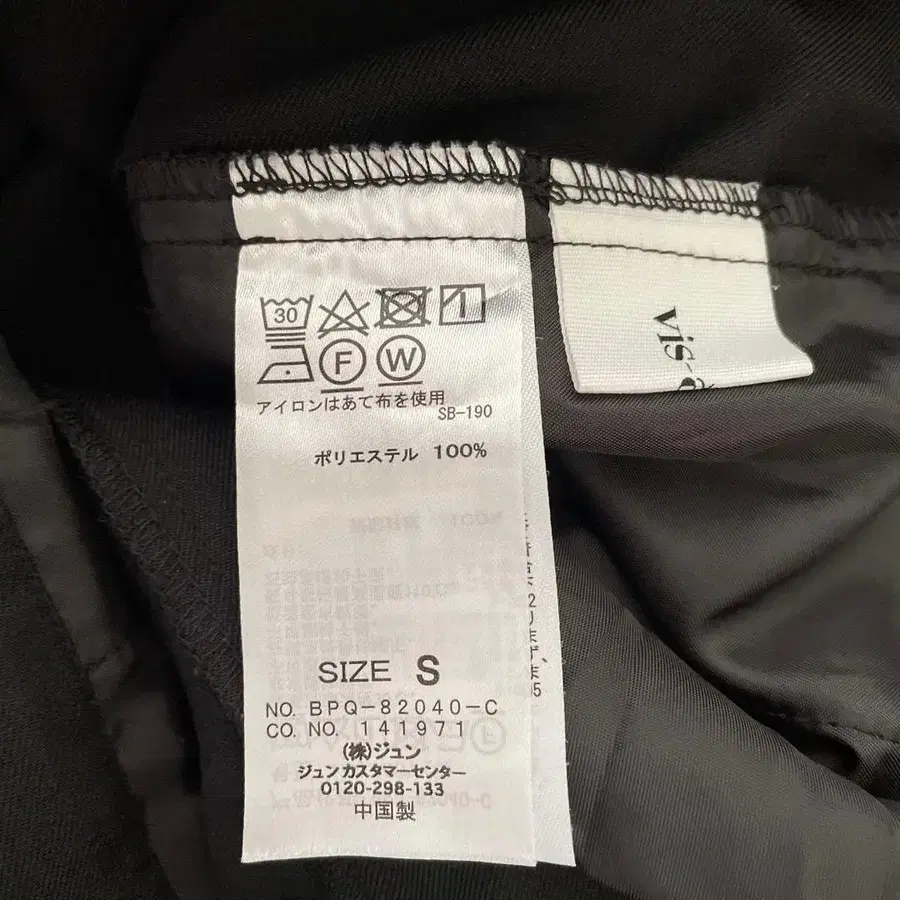 30
F W
アイロンはあて布を使用
SB-190
ポリエステル 100%
SIZE S
NO. BPQ-82040-C
CO. NO. 141971
(株)ジュン
ジュンカスタマーセンター
0120-298-133
中国製
vis-à